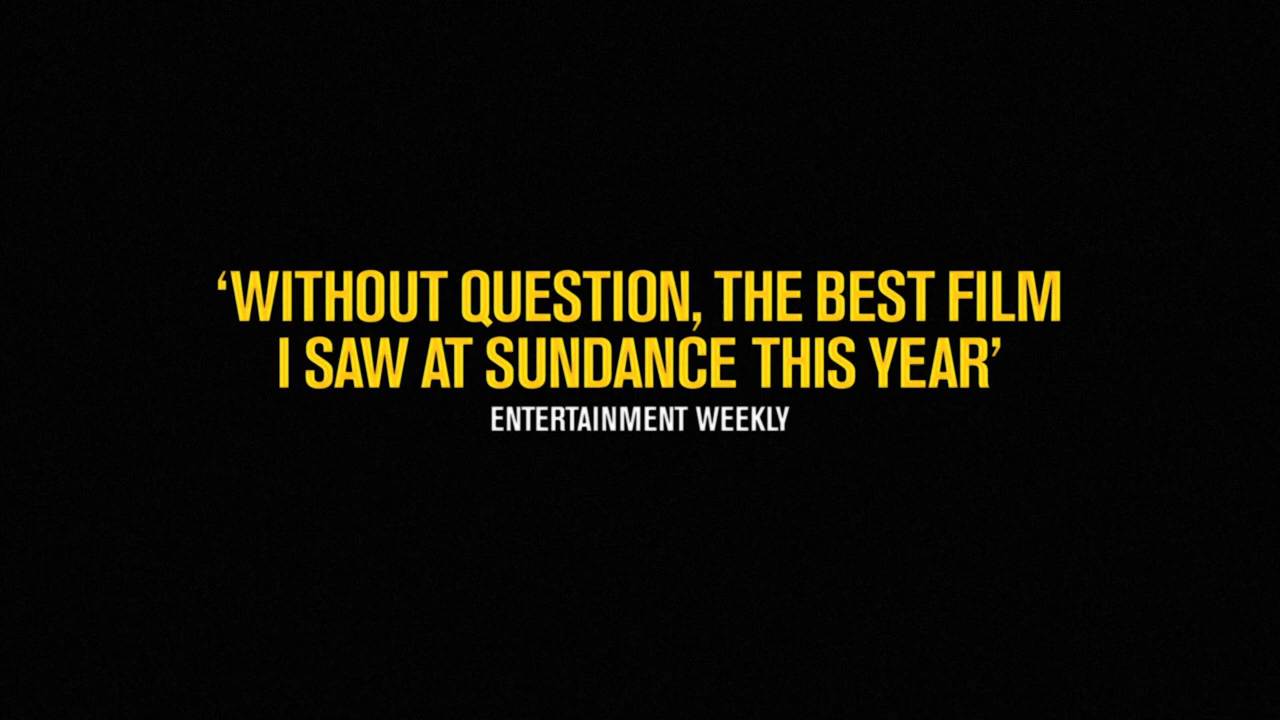 ‘WITHOUT QUESTION, THE BEST FILM
I SAW AT SUNDANCE THIS YEAR’
ENTERTAINMENT WEEKLY